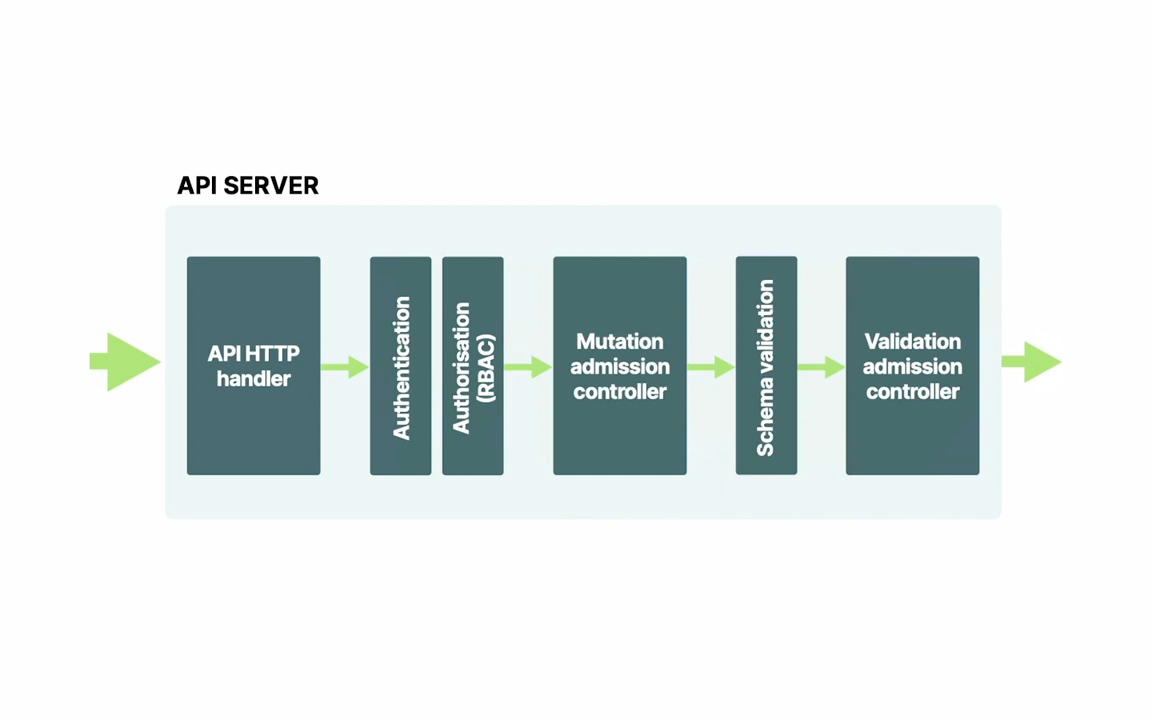 API SERVER
API HTTP
handler
Authentication
Authorisation
(RBAC)
Mutation
admission
controller
Schema validation
Validation
admission
controller